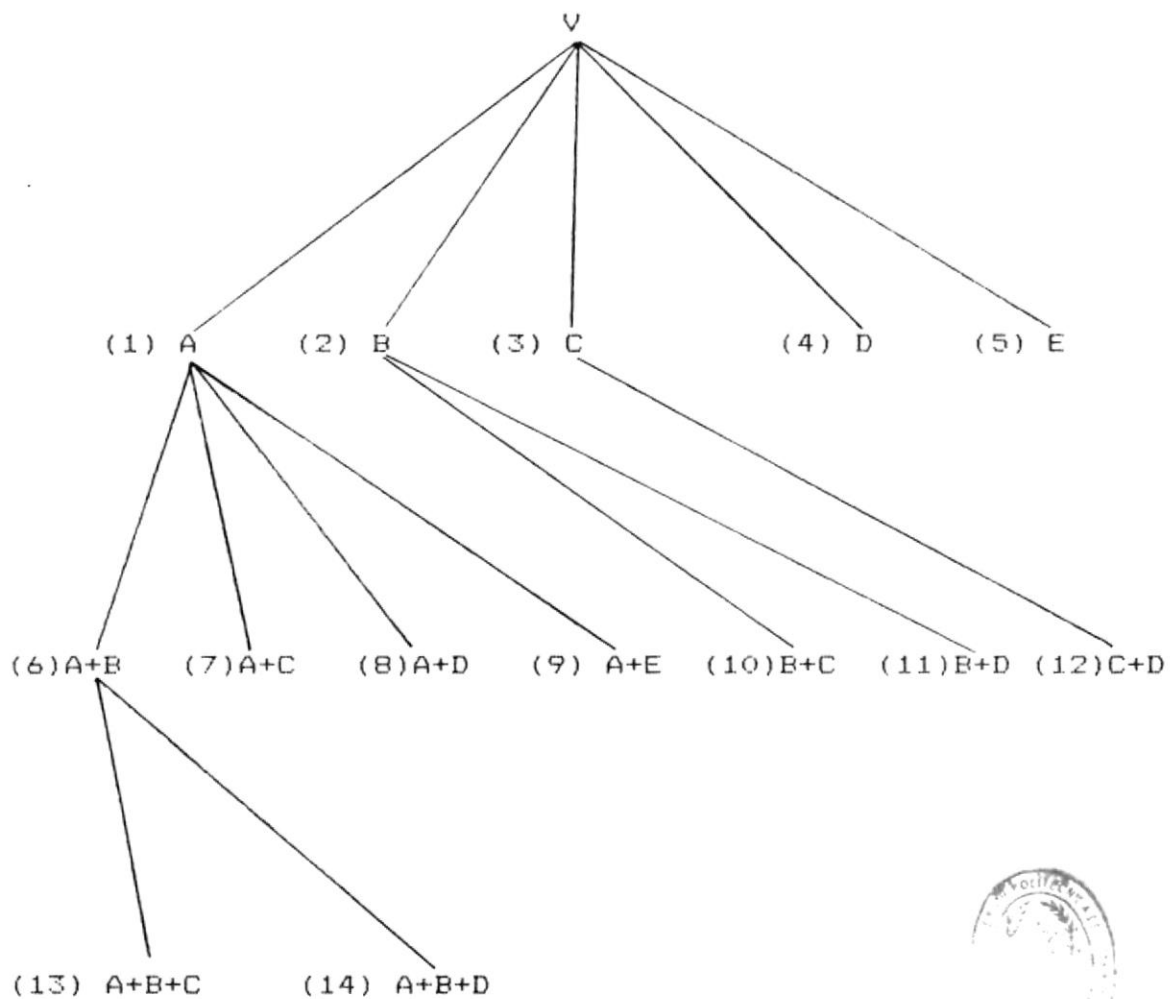 V
(1) A (2) B (3) C (4) D (5) E
(6)A+B (7)A+C (8)A+D (9) A+E (10)B+C (11)B+D (12)C+D
(13) A+B+C (14) A+B+D